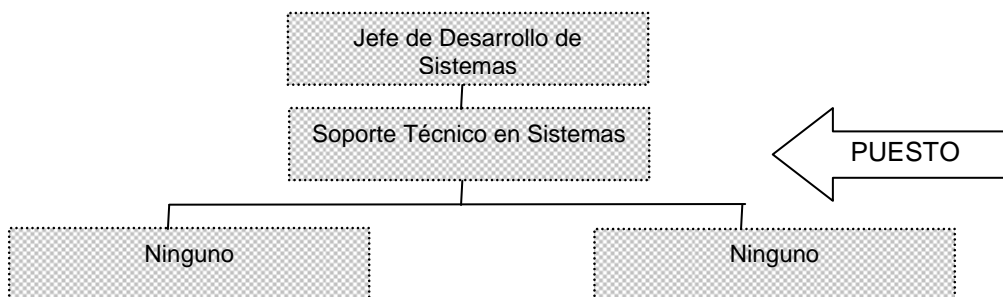 Jefe de Desarrollo de
Sistemas
Soporte Técnico en Sistemas
PUESTO
Ninguno
Ninguno